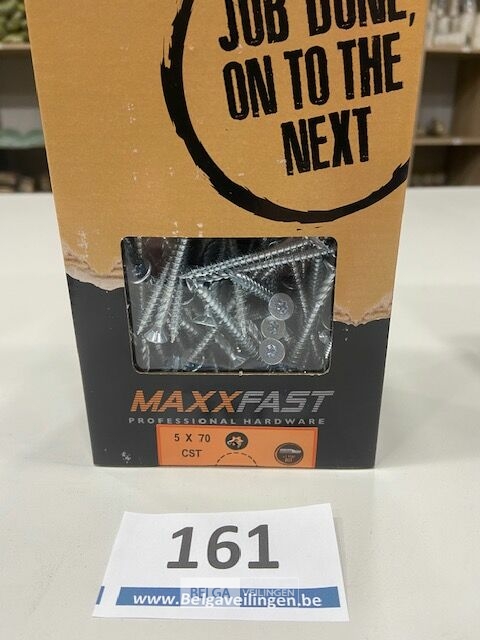 JOB DONE,
ON TO THE
NEXT
MAXXFAST
PROFESSIONAL HARDWARE
5 X 70
CST
161
BELGA VEILINGEN
www.Belgaveilingen.be